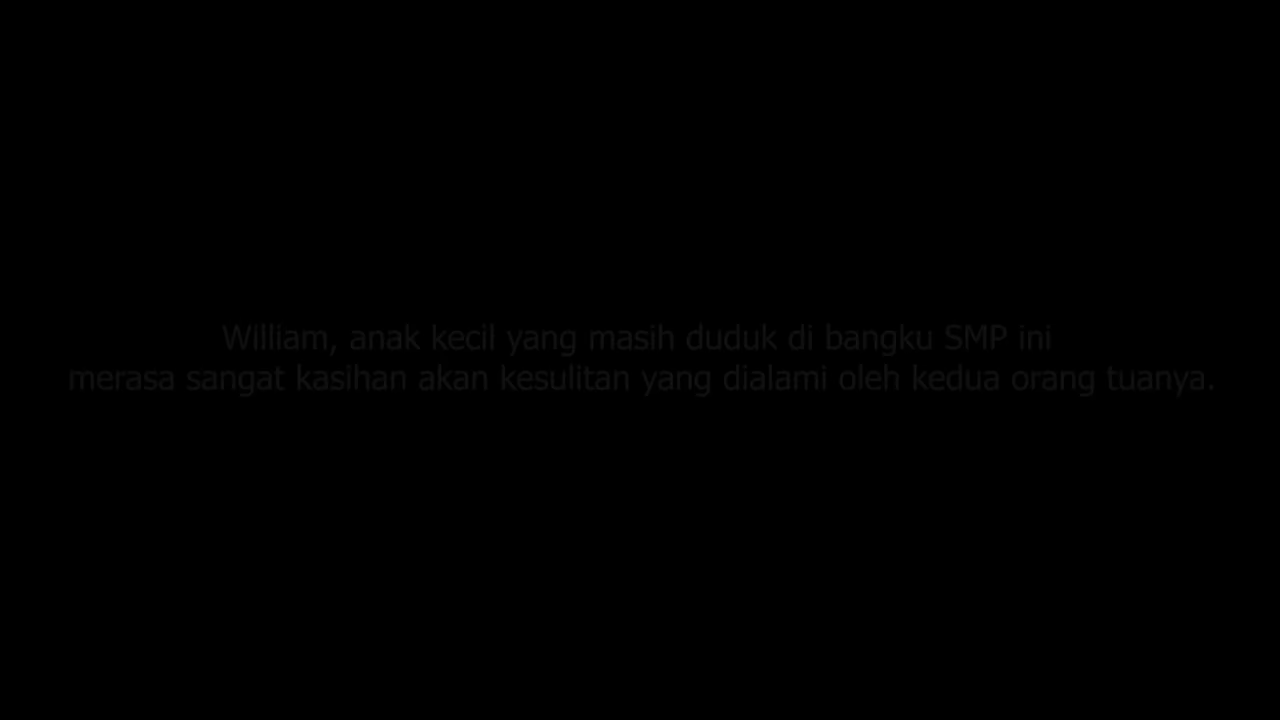 William, anak kecil yang masih duduk di bangku SMP ini
merasa sangat kasihan akan kesulitan yang dialami oleh kedua orang tuanya.